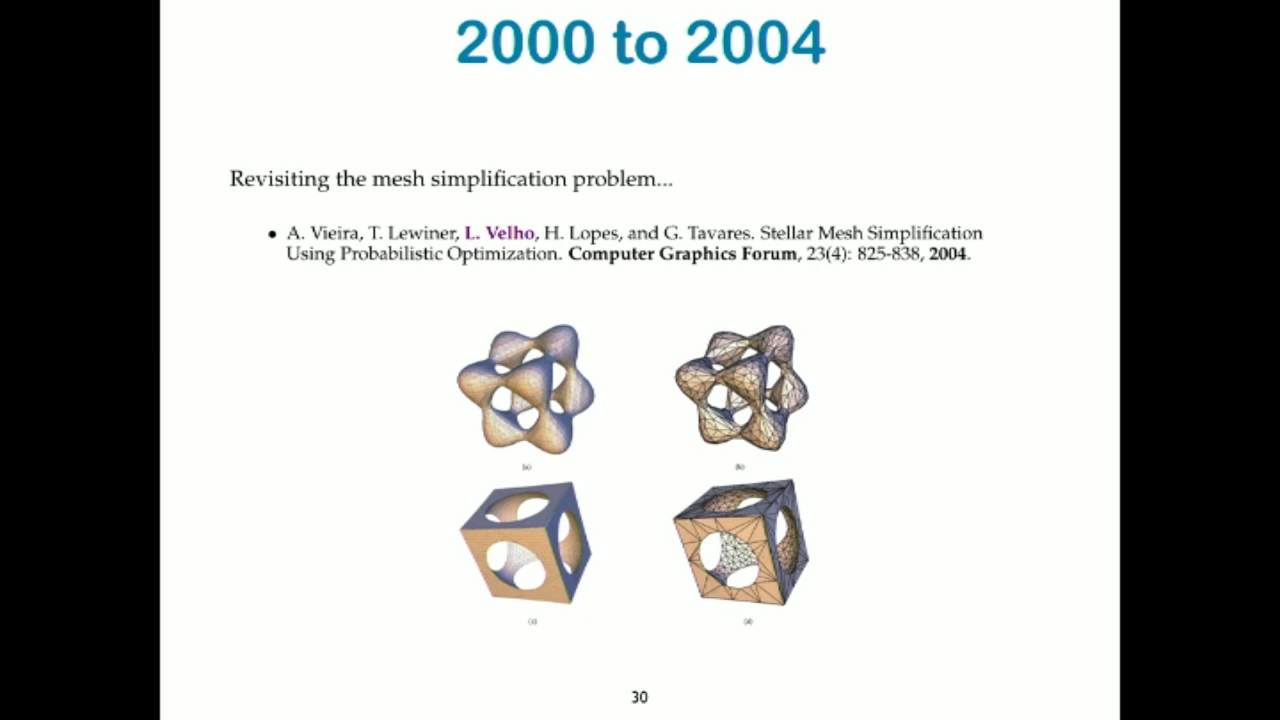 2000 to 2004
Revisiting the mesh simplification problem...
• A. Vieira, T. Lewiner, L. Velho, H. Lopes, and G. Tavares. Stellar Mesh Simplification
Using Probabilistic Optimization. Computer Graphics Forum, 23(4): 825-838, 2004.
(a) (b)
(c) (d)
30